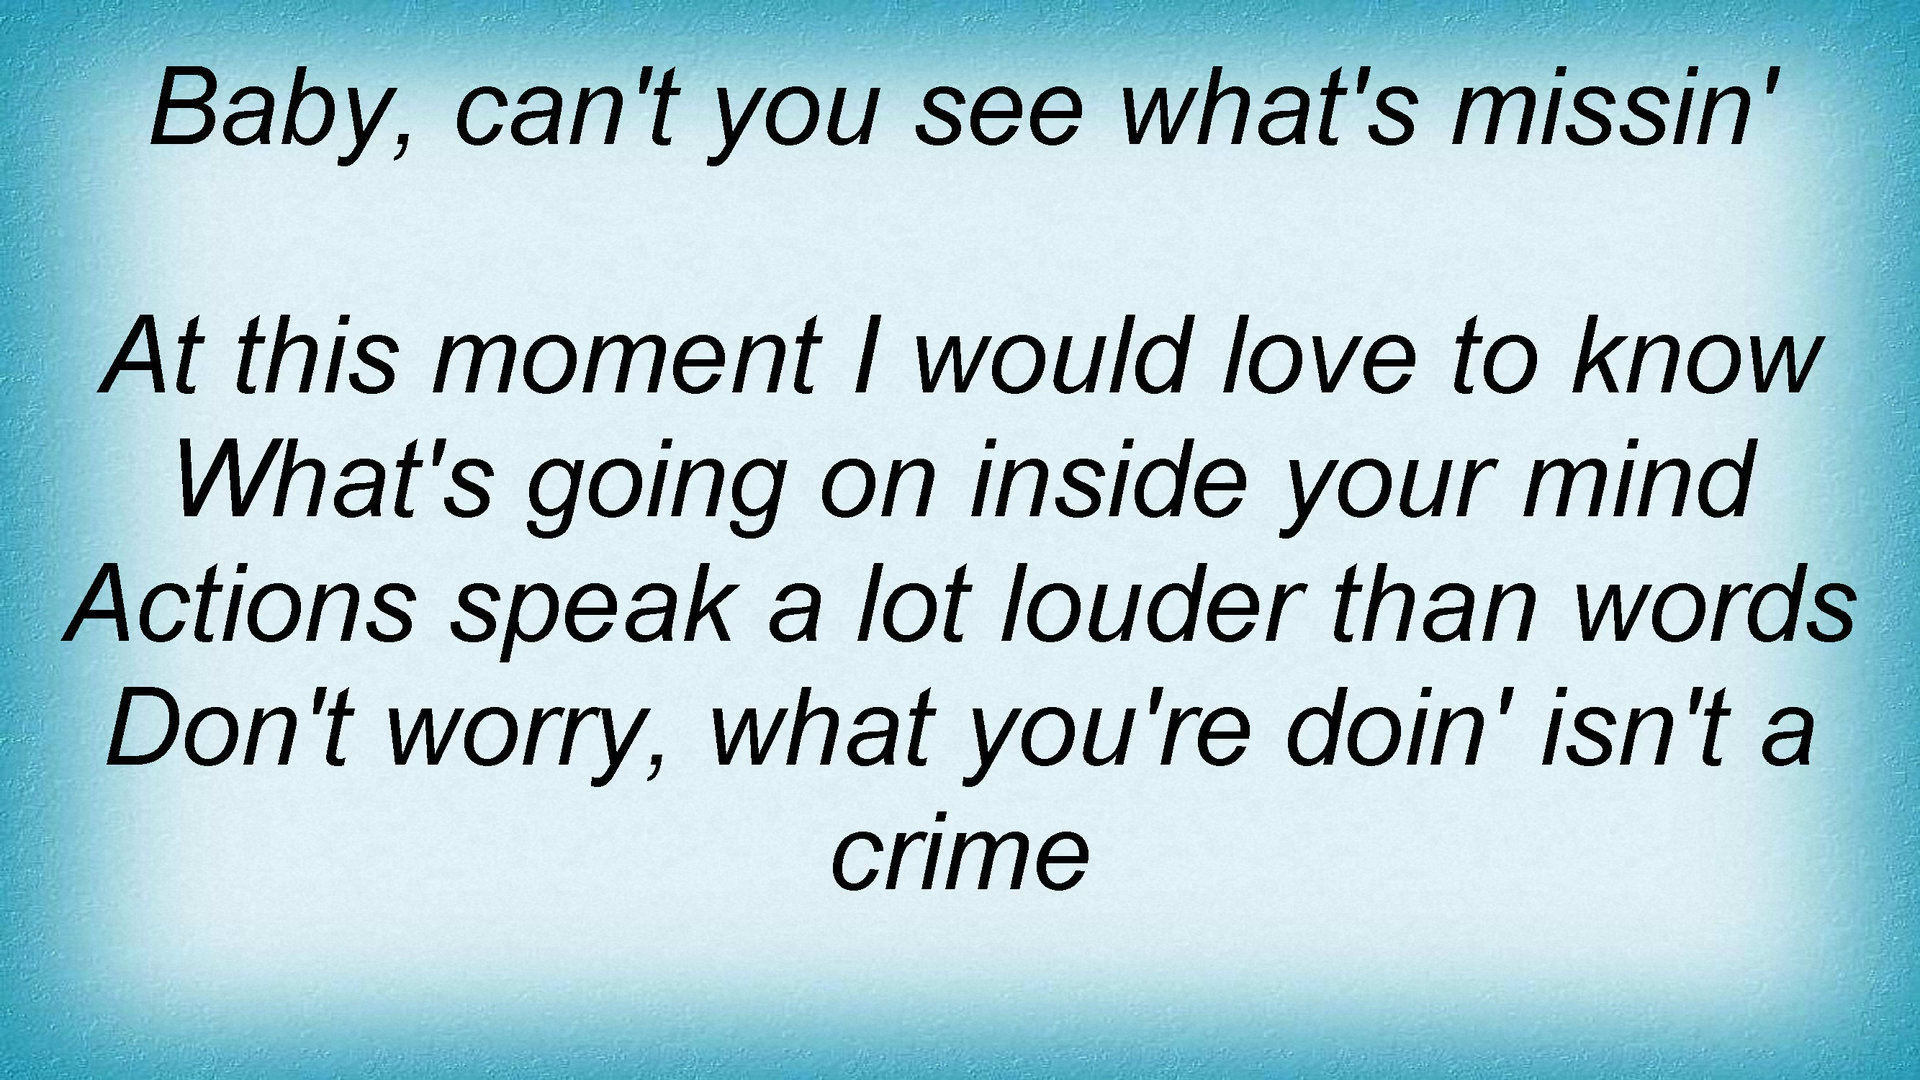 Baby, can't you see what's missin'
At this moment I would love to know
What's going on inside your mind
Actions speak a lot louder than words
Don't worry, what you're doin' isn't a
crime